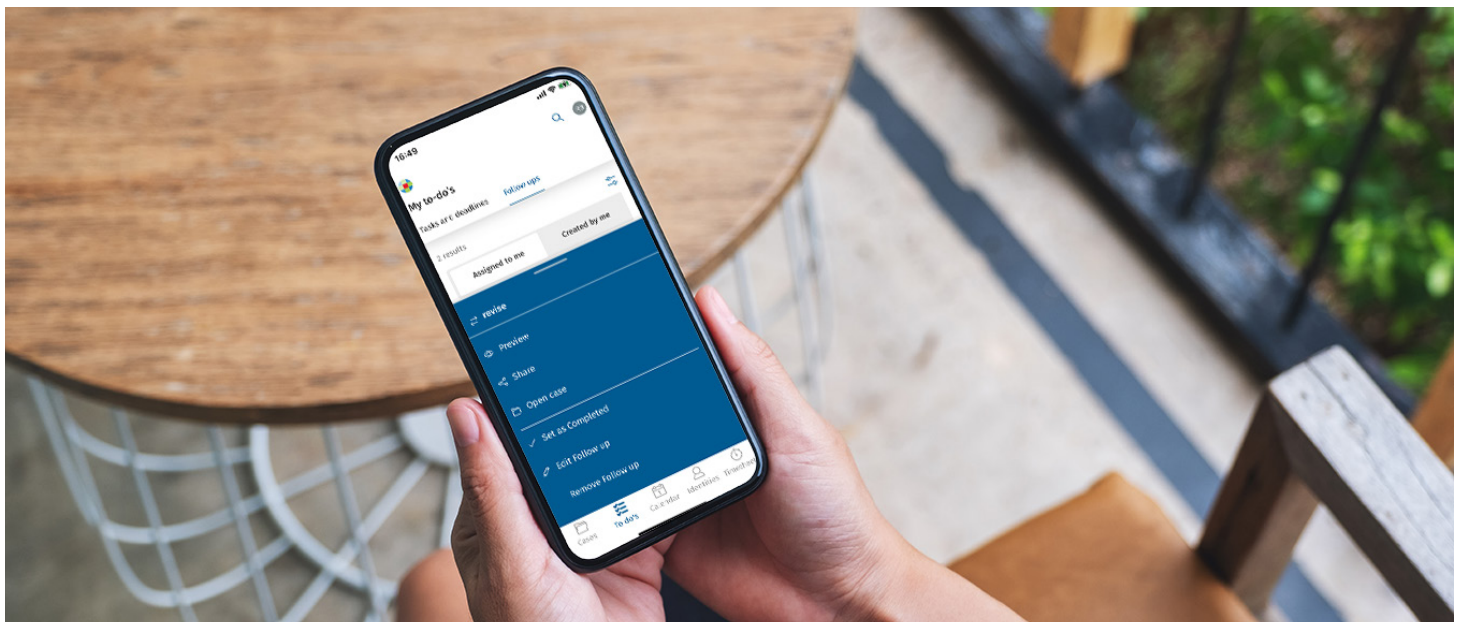 16:49
My to-do's
Tasks and deadlines Follow ups
2 results
Assigned to me Created by me
revise
Preview
Share
Open case
Set as Completed
Edit Follow up
Remove Follow up
Cases To do's Calendar Identities Timesheet